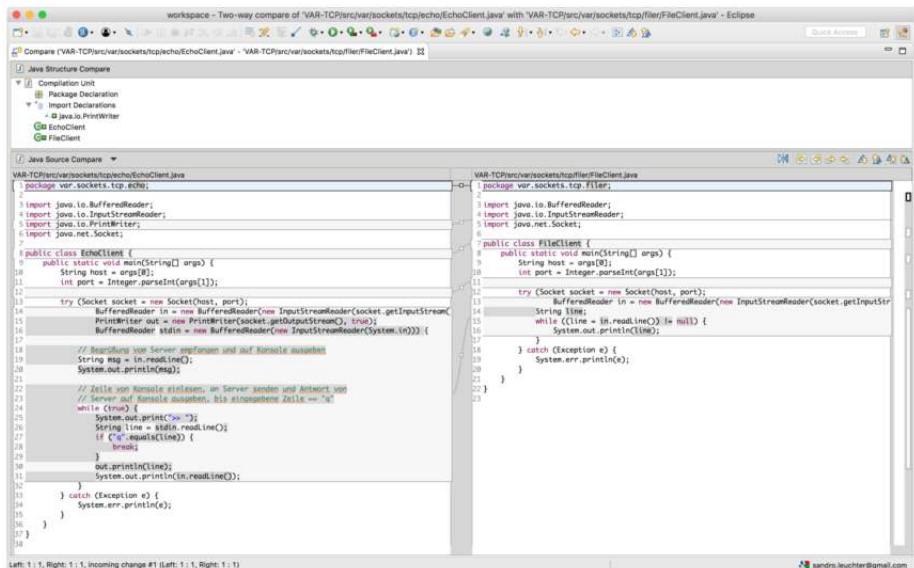 workspace - Two-way compare of 'VAR-TCP/src/var/sockets/tcp/echo/EchoClient.java' with 'VAR-TCP/src/var/sockets/tcp/filer/FileClient.java' - Eclipse
Quick Access
Compare ('VAR-TCP/src/var/sockets/tcp/echo/EchoClient.java' - 'VAR-TCP/src/var/sockets/tcp/filer/FileClient.java')
Java Structure Compare
Compilation Unit
Package Declaration
Import Declarations
java.io.PrintWriter
EchoClient
FileClient
Java Source Compare
VAR-TCP/src/var/sockets/tcp/echo/EchoClient.java
1 package var.sockets.tcp.echo;
2
3 import java.io.BufferedReader;
4 import java.io.InputStreamReader;
5 import java.io.PrintWriter;
6 import java.net.Socket;
7
8 public class EchoClient {
9 public static void main(String[] args) {
10 String host = args[0];
11 int port = Integer.parseInt(args[1]);
12
13 try (Socket socket = new Socket(host, port);
14 BufferedReader in = new BufferedReader(new InputStreamReader(socket.getInputStream(
15 PrintWriter out = new PrintWriter(socket.getOutputStream(), true);
16 BufferedReader stdin = new BufferedReader(new InputStreamReader(System.in))) {
17
18 // Begrüßung vom Server empfangen und auf Konsole ausgeben
19 String msg = in.readLine();
20 System.out.println(msg);
21
22 // Zeile von Konsole einlesen, an Server senden und Antwort von
23 // Server auf Konsole ausgeben, bis eingegebene Zeile == "q"
24 while (true) {
25 System.out.print(">> ");
26 String line = stdin.readLine();
27 if ("q".equals(line)) {
28 break;
29 }
30 out.println(line);
31 System.out.println(in.readLine());
32 }
33 } catch (Exception e) {
34 System.err.println(e);
35 }
36 }
37 }
38
VAR-TCP/src/var/sockets/tcp/filer/FileClient.java
1 package var.sockets.tcp.filer;
2
3 import java.io.BufferedReader;
4 import java.io.InputStreamReader;
5 import java.net.Socket;
6
7 public class FileClient {
8 public static void main(String[] args) {
9 String host = args[0];
10 int port = Integer.parseInt(args[1]);
11
12 try (Socket socket = new Socket(host, port);
13 BufferedReader in = new BufferedReader(new InputStreamReader(socket.getInputStr
14 String line;
15 while ((line = in.readLine()) != null) {
16 System.out.println(line);
17 }
18 } catch (Exception e) {
19 System.err.println(e);
20 }
21 }
22 }
23
Left: 1 : 1, Right: 1 : 1, incoming change #1 (Left: 1 : 1, Right: 1 : 1)
sandro.leuchter@gmail.com